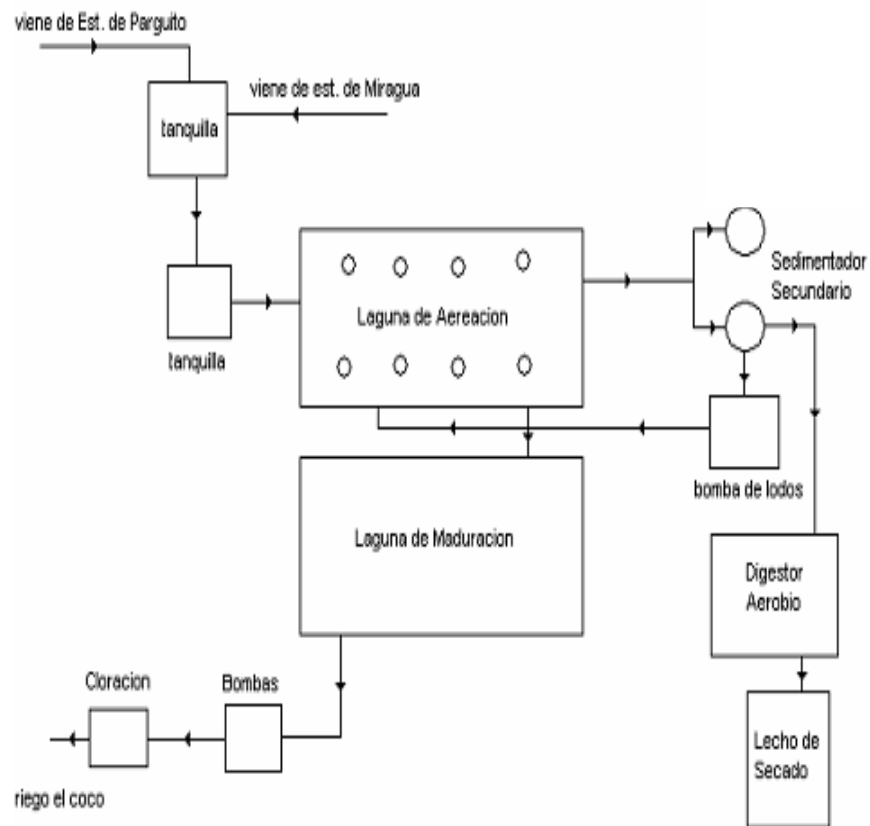 viene de Est. de Parguito
viene de est. de Miragua
tanquilla
tanquilla
Laguna de Aereacion
Sedimentador
Secundario
bomba de lodos
Laguna de Maduracion
Digestor
Aerobio
Cloracion
Bombas
Lecho de
Secado
riego el coco